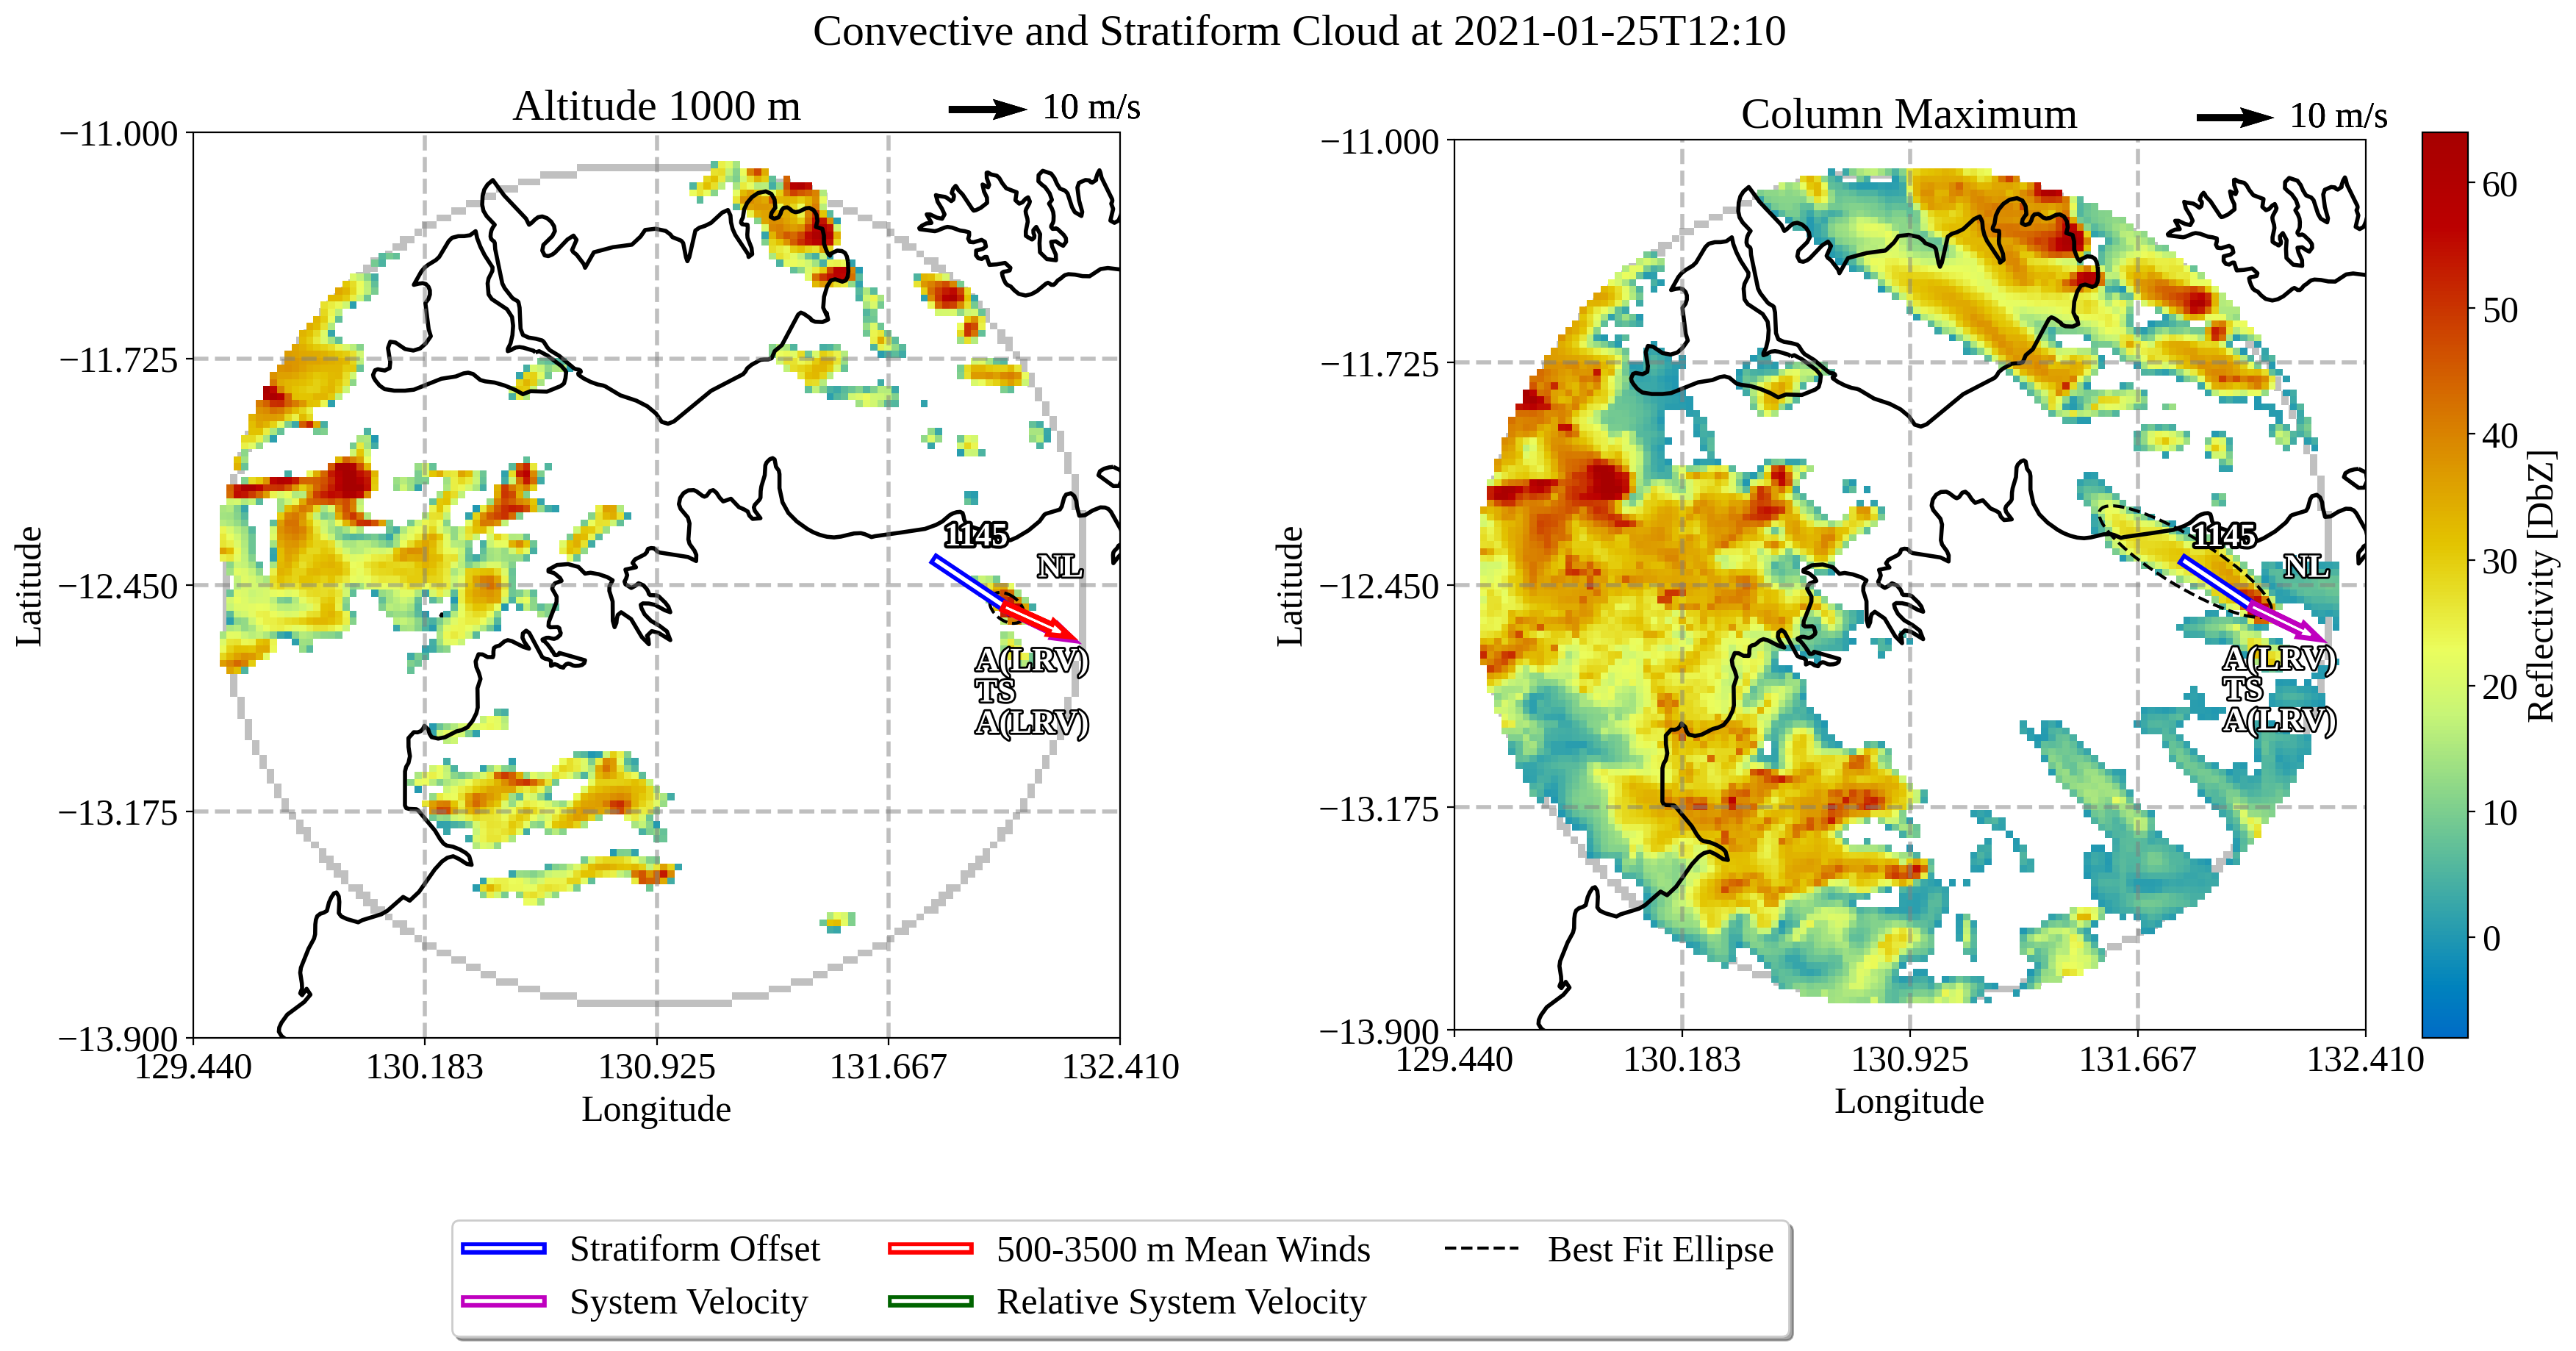 Convective and Stratiform Cloud at 2021-01-25T12:10
Altitude 1000 m
10 m/s
−11.000
−11.725
−12.450
−13.175
−13.900
Latitude
129.440
130.183
130.925
131.667
132.410
Longitude
1145
NL
A(LRV)
TS
A(LRV)
Column Maximum
10 m/s
−11.000
−11.725
−12.450
−13.175
−13.900
Latitude
129.440
130.183
130.925
131.667
132.410
Longitude
1145
NL
A(LRV)
TS
A(LRV)
60
50
40
30
20
10
0
Reflectivity [DbZ]
Stratiform Offset
System Velocity
500-3500 m Mean Winds
Relative System Velocity
Best Fit Ellipse